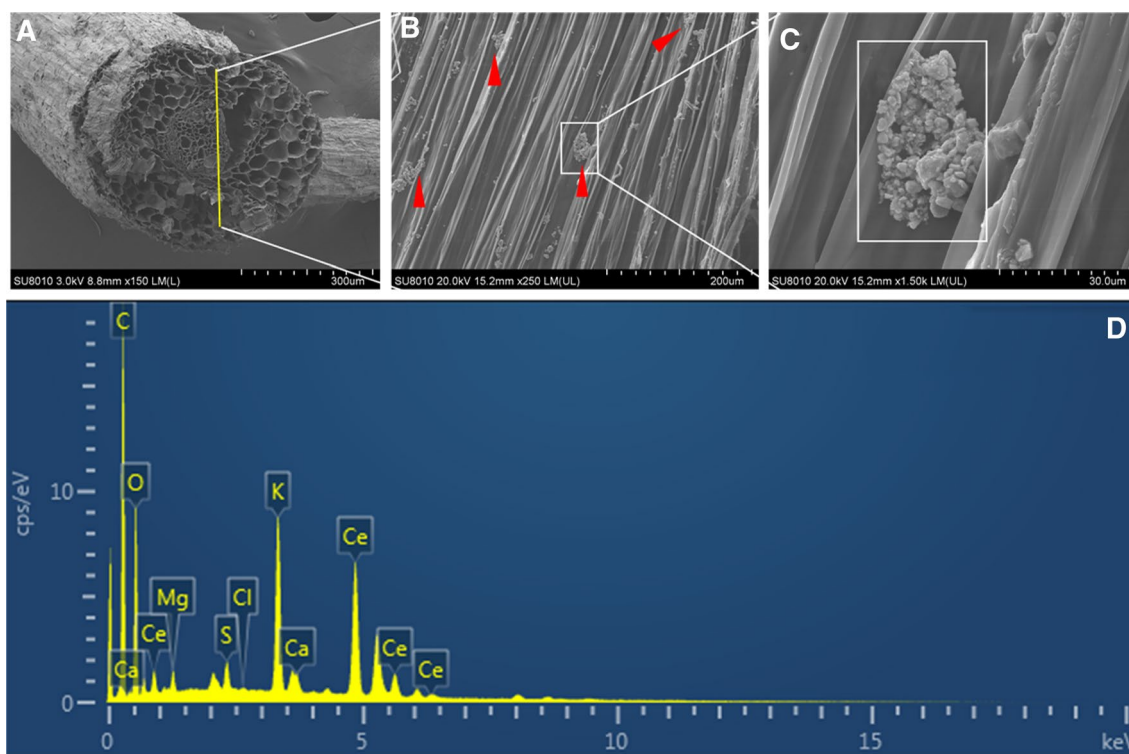 A
SU8010 3.0kV 8.8mm x150 LM(L)
300um
B
SU8010 20.0kV 15.2mm x250 LM(UL)
200um
C
SU8010 20.0kV 15.2mm x1.50k LM(UL)
30.0um
D
cps/eV
10
0
C
O
K
Ce
Mg
Cl
Ce
S
Ca
Ce
Ca
Ce
0
5
10
15
keV